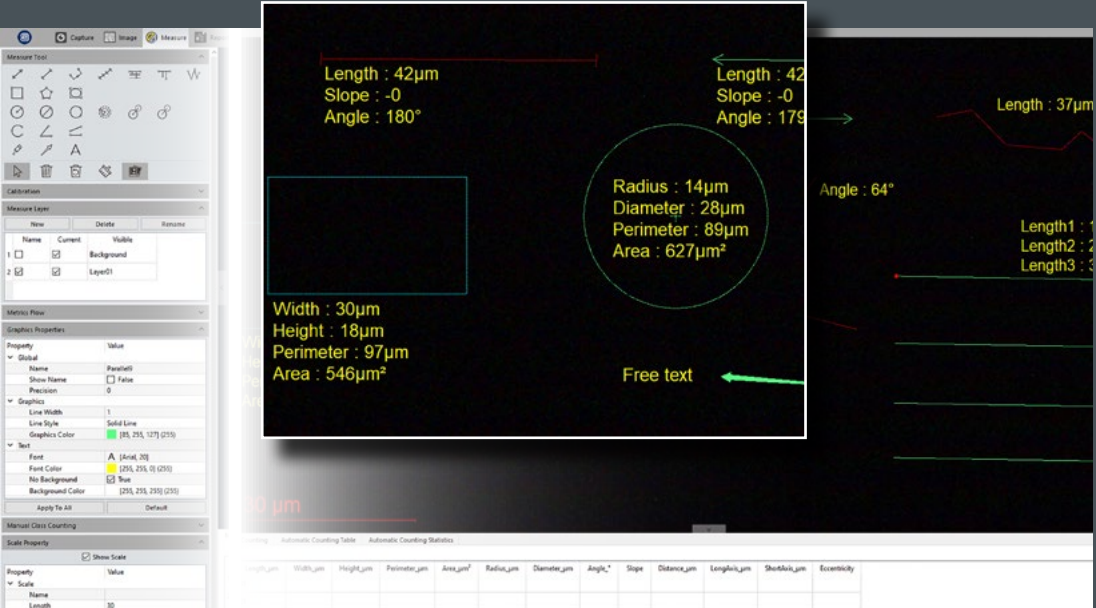 Capture Image Measure
Measure Tool
Calibration
Measure Layer
New Delete Rename
Name Current Visible
1 Background
2 Layer01
Metrics Flow
Graphics Properties
Property Value
Global
Name Parallel9
Show Name False
Precision 0
Graphics
Line Width 1
Line Style Solid Line
Graphics Color [85, 255, 127] (255)
Text
Font A [Arial, 20]
Font Color [255, 255, 0] (255)
No Background True
Background Color [255, 255, 255] (255)
Apply To All Default
Manual Class Counting
Scale Property
Show Scale
Property Value
Scale
Name
Length 30
Length : 42μm
Slope : -0
Angle : 180°
Length : 42
Slope : -0
Angle : 179
Radius : 14μm
Diameter : 28μm
Perimeter : 89μm
Area : 627μm²
Width : 30μm
Height : 18μm
Perimeter : 97μm
Area : 546μm²
Free text
Length : 37μm
Angle : 64°
Length1 : 1
Length2 : 2
Length3 : 3
μm
Automatic Counting Table Automatic Counting Statistics
Width_μm Height_μm Perimeter_μm Area_μm² Radius_μm Diameter_μm Angle_° Slope Distance_μm LongAxis_μm ShortAxis_μm Eccentricity